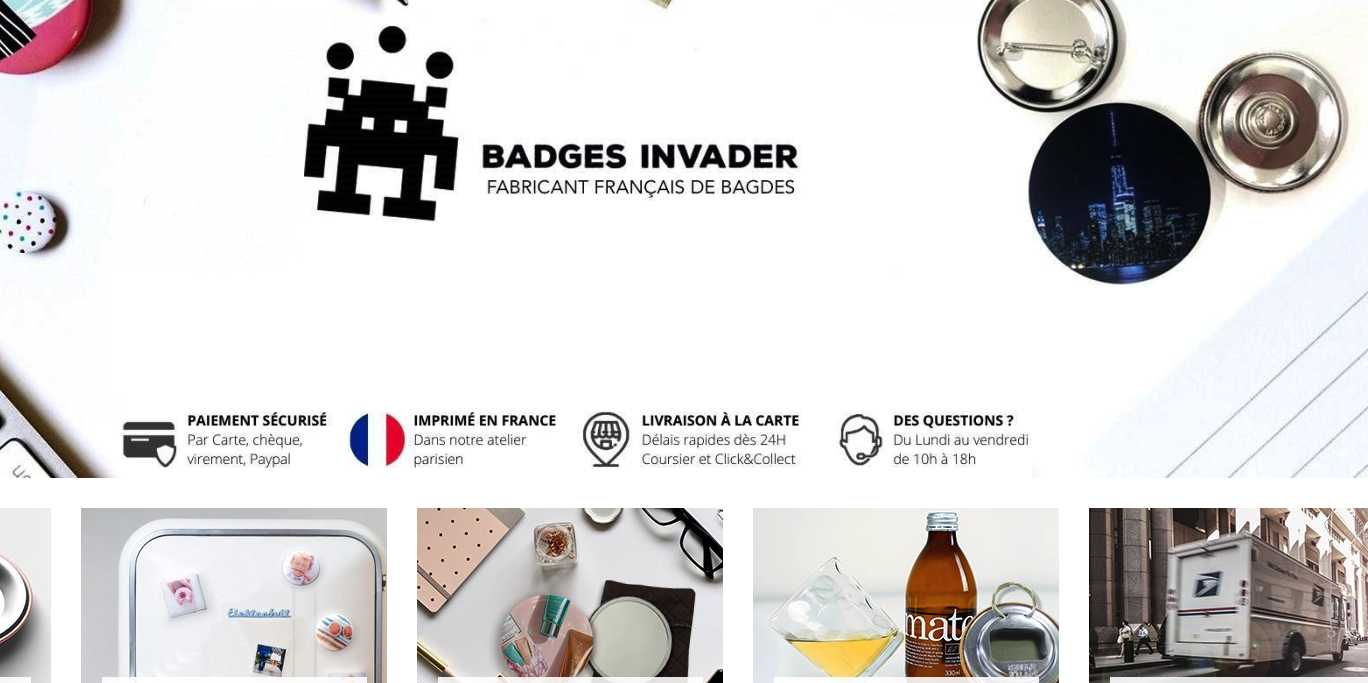 BADGES INVADER
FABRICANT FRANÇAIS DE BAGDES
PAIEMENT SÉCURISÉ
Par Carte, chèque,
virement, Paypal
IMPRIMÉ EN FRANCE
Dans notre atelier
parisien
LIVRAISON À LA CARTE
Délais rapides dès 24H
Coursier et Click&Collect
DES QUESTIONS ?
Du Lundi au vendredi
de 10h à 18h
mate
330ml